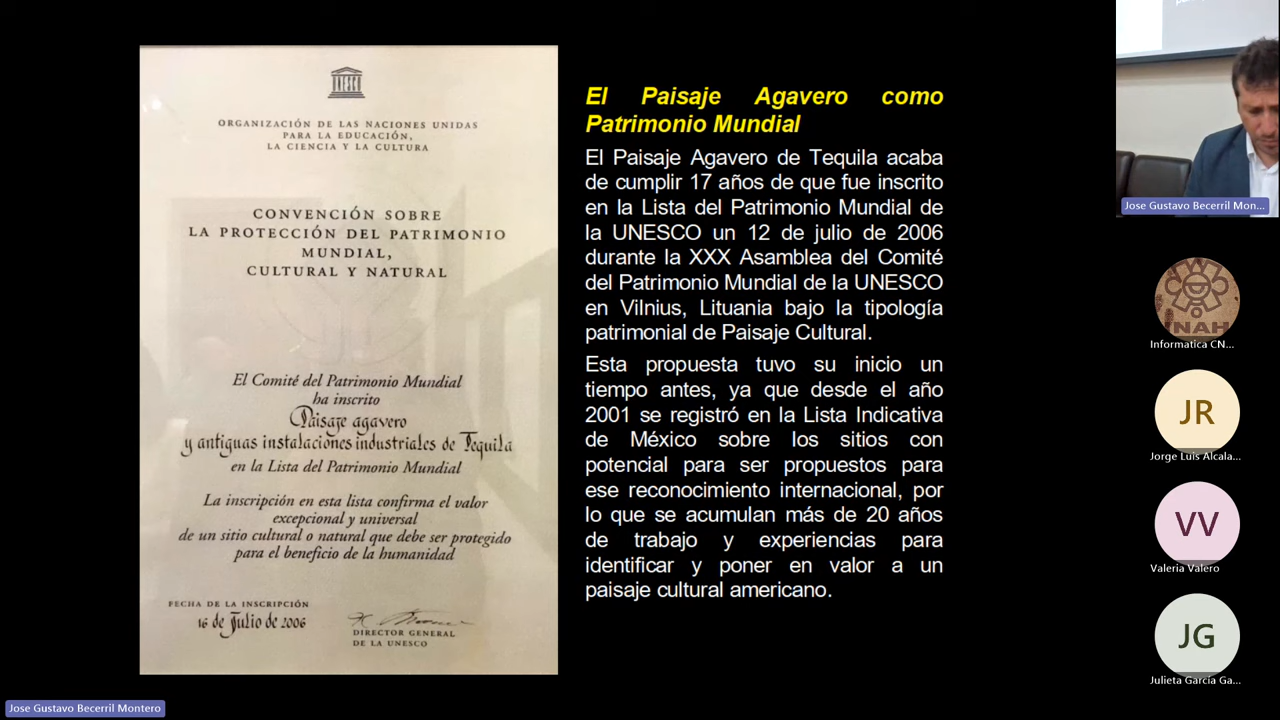 ORGANIZACIÓN DE LAS NACIONES UNIDAS
PARA LA EDUCACIÓN,
LA CIENCIA Y LA CULTURA
CONVENCIÓN SOBRE
LA PROTECCIÓN DEL PATRIMONIO
MUNDIAL,
CULTURAL Y NATURAL
El Comité del Patrimonio Mundial
ha inscrito
Paisaje agavero
y antiguas instalaciones industriales de Tequila
en la Lista del Patrimonio Mundial
La inscripción en esta lista confirma el valor
excepcional y universal
de un sitio cultural o natural que debe ser protegido
para el beneficio de la humanidad
FECHA DE LA INSCRIPCIÓN
16 de Julio de 2006
DIRECTOR GENERAL
DE LA UNESCO
El Paisaje Agavero como
Patrimonio Mundial
El Paisaje Agavero de Tequila acaba
de cumplir 17 años de que fue inscrito
en la Lista del Patrimonio Mundial de
la UNESCO un 12 de julio de 2006
durante la XXX Asamblea del Comité
del Patrimonio Mundial de la UNESCO
en Vilnius, Lituania bajo la tipología
patrimonial de Paisaje Cultural.
Esta propuesta tuvo su inicio un
tiempo antes, ya que desde el año
2001 se registró en la Lista Indicativa
de México sobre los sitios con
potencial para ser propuestos para
ese reconocimiento internacional, por
lo que se acumulan más de 20 años
de trabajo y experiencias para
identificar y poner en valor a un
paisaje cultural americano.
Jose Gustavo Becerril Mon...
INAH
Informatica CN...
JR
Jorge Luis Alcala...
VV
Valeria Valero
JG
Julieta García Ga...
Jose Gustavo Becerril Montero